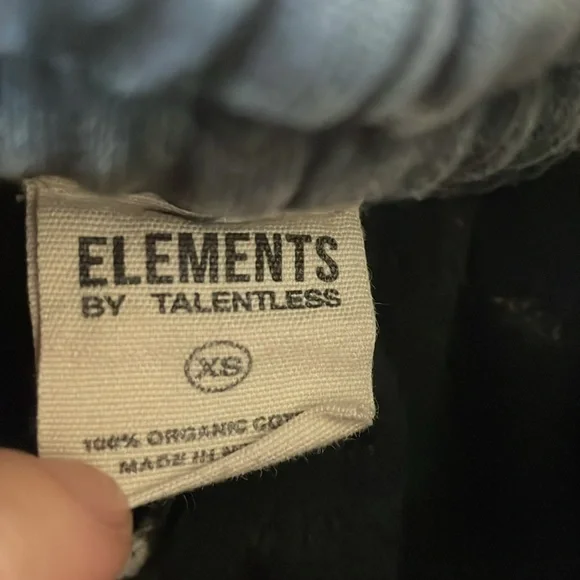 ELEMENTS
BY TALENTLESS
XS
100% ORGANIC
MADE IN